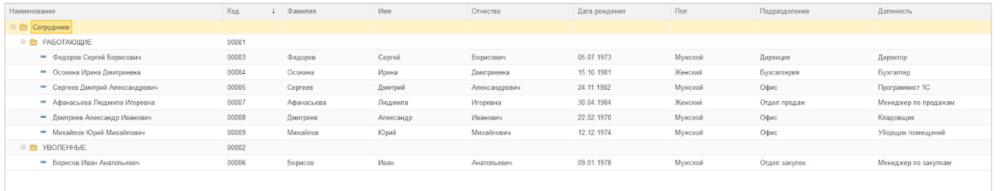 Наименование Код ↓ Фамилия Имя Отчество Дата рождения Пол Подразделение Должность
Сотрудники
РАБОТАЮЩИЕ 00001
Федоров Сергей Борисович 00003 Федоров Сергей Борисович 05.07.1973 Мужской Дирекция Директор
Осокина Ирина Дмитриевна 00004 Осокина Ирина Дмитриевна 15.10.1981 Женский Бухгалтерия Бухгалтер
Сергеев Дмитрий Александрович 00005 Сергеев Дмитрий Александрович 24.11.1982 Мужской Офис Программист 1С
Афанасьева Людмила Игоревна 00007 Афанасьева Людмила Игоревна 30.04.1984 Женский Отдел продаж Менеджер по продажам
Дмитриев Александр Иванович 00008 Дмитриев Александр Иванович 22.02.1970 Мужской Офис Кладовщик
Михайлов Юрий Михайлович 00009 Михайлов Юрий Михайлович 12.12.1974 Мужской Офис Уборщик помещений
УВОЛЕННЫЕ 00002
Борисов Иван Анатольевич 00006 Борисов Иван Анатольевич 09.01.1978 Мужской Отдел закупок Менеджер по закупкам